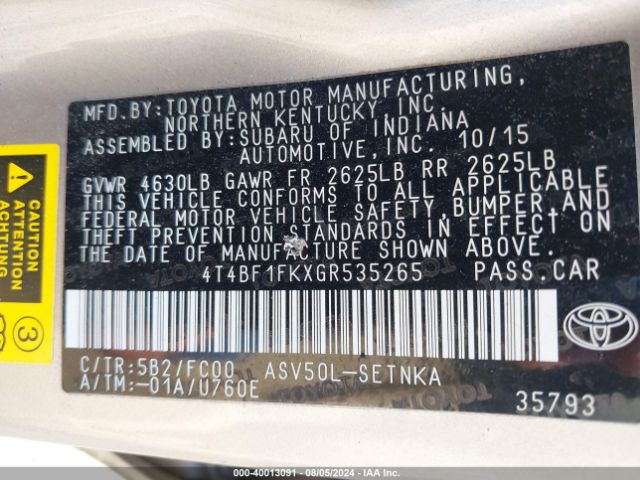 MFD.BY:TOYOTA MOTOR MANUFACTURING,
NORTHERN KENTUCKY INC.
ASSEMBLED BY:SUBARU OF INDIANA
AUTOMOTIVE,INC. 10/15
GVWR 4630LB GAWR FR 2625LB RR 2625LB
THIS VEHICLE CONFORMS TO ALL APPLICABLE
FEDERAL MOTOR VEHICLE SAFETY,BUMPER,AND
THEFT PREVENTION STANDARDS IN EFFECT ON
THE DATE OF MANUFACTURE SHOWN ABOVE.
4T4BF1FKXGR535265 PASS.CAR
C/TR:5B2/FC00 ASV50L-SETNKA
A/TM:-01A/U760E
35793
CAUTION
ATTENTION
ACHTUNG
3
000-40013091 - 08/05/2024 - IAAI.com